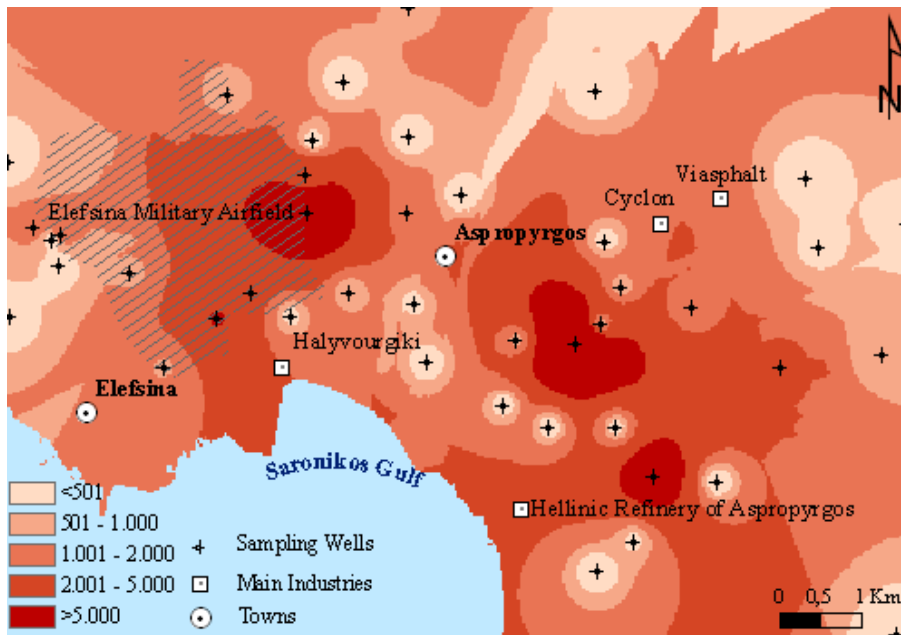 N
Viasphalt
Cyclon
Elefsina Military Airfield
Aspropyrgos
Halyvourgiki
Elefsina
Saronikos Gulf
<501
501 - 1.000
1.001 - 2.000
2.001 - 5.000
>5.000
Sampling Wells
Main Industries
Towns
Hellinic Refinery of Aspropyrgos
0 0,5 1 Km